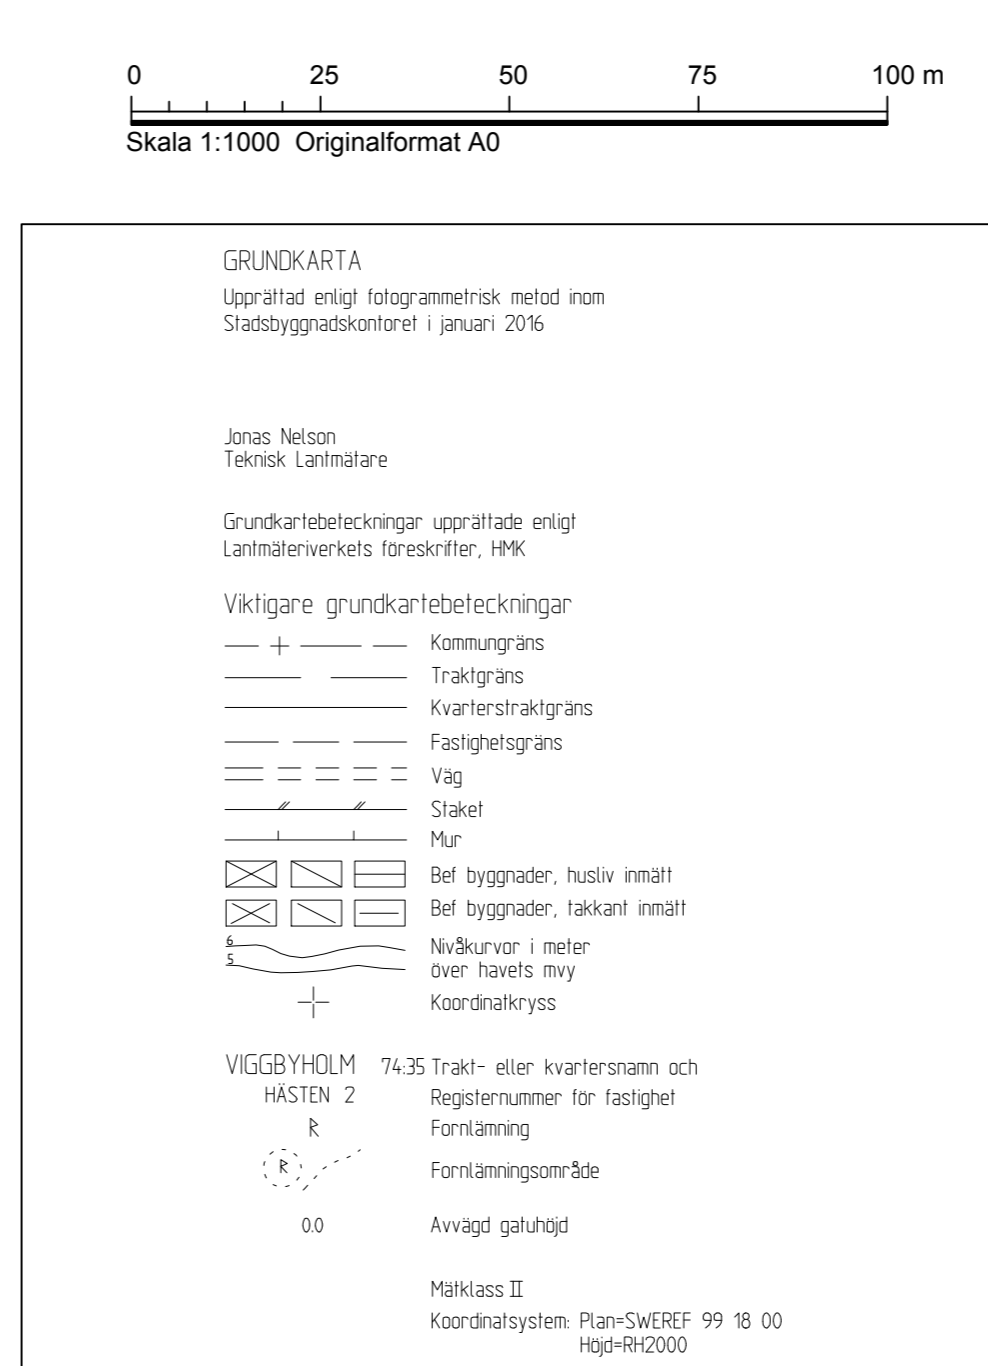 0 25 50 75 100 m
Skala 1:1000 Originalformat A0
GRUNDKARTA
Upprättad enligt fotogrammetrisk metod inom
Stadsbyggnadskontoret i januari 2016
Jonas Nelson
Teknisk Lantmätare
Grundkartebeteckningar upprättade enligt
Lantmäteriverkets föreskrifter, HMK
Viktigare grundkartebeteckningar
Kommungräns
Traktgräns
Kvarterstraktgräns
Fastighetsgräns
Väg
Staket
Mur
Bef byggnader, husliv inmätt
Bef byggnader, takkant inmätt
6 Nivåkurvor i meter
5 över havets mvy
Koordinatkryss
VIGGBYHOLM 74:35 Trakt- eller kvartersnamn och
HÄSTEN 2 Registernummer för fastighet
R Fornlämning
R Fornlämningsområde
0.0 Avvägd gatuhöjd
Mätklass II
Koordinatsystem: Plan=SWEREF 99 18 00
Höjd=RH2000